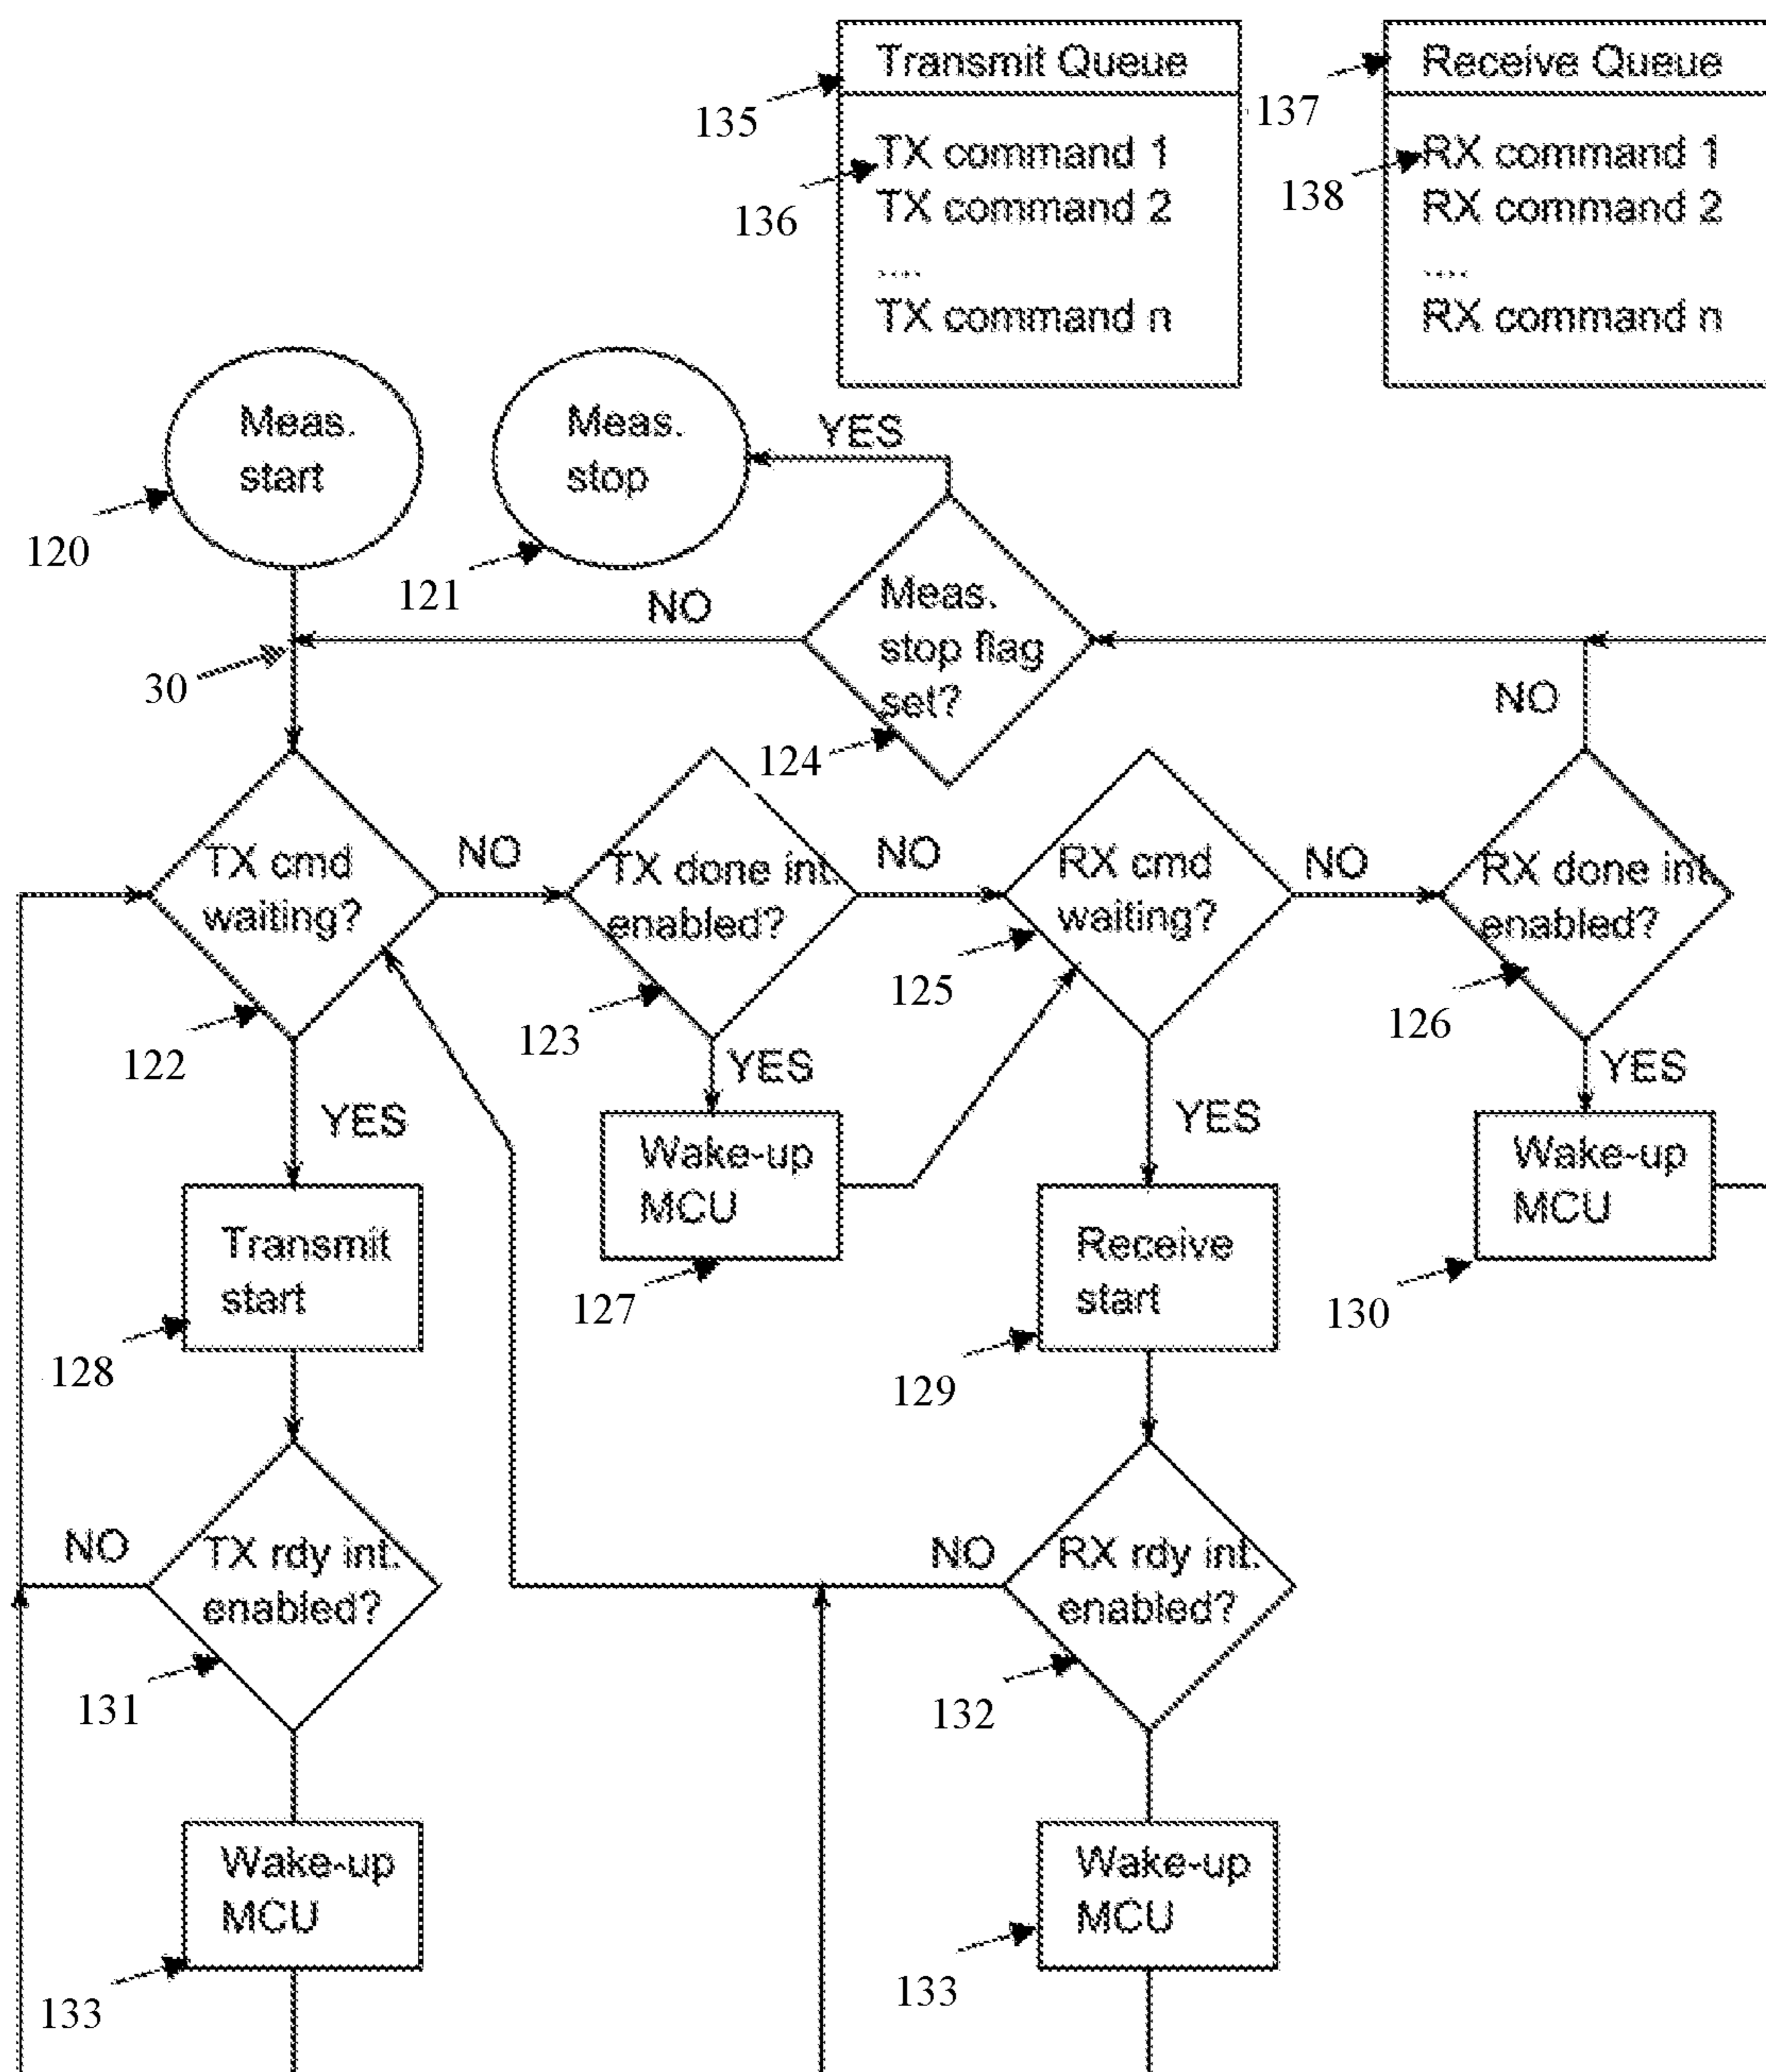 Transmit Queue
135
TX command 1
136
TX command 2
....
TX command n
Receive Queue
137
RX command 1
138
RX command 2
....
RX command n
Meas.
start
120
Meas.
stop
121
YES
NO
Meas.
stop flag
set?
124
30
NO
TX cmd
waiting?
122
NO
TX done int.
enabled?
123
NO
RX cmd
waiting?
125
NO
RX done int.
enabled?
126
YES
YES
YES
YES
Transmit
start
128
Wake-up
MCU
127
Receive
start
129
Wake-up
MCU
130
NO
TX rdy int.
enabled?
131
NO
RX rdy int.
enabled?
132
Wake-up
MCU
133
Wake-up
MCU
133